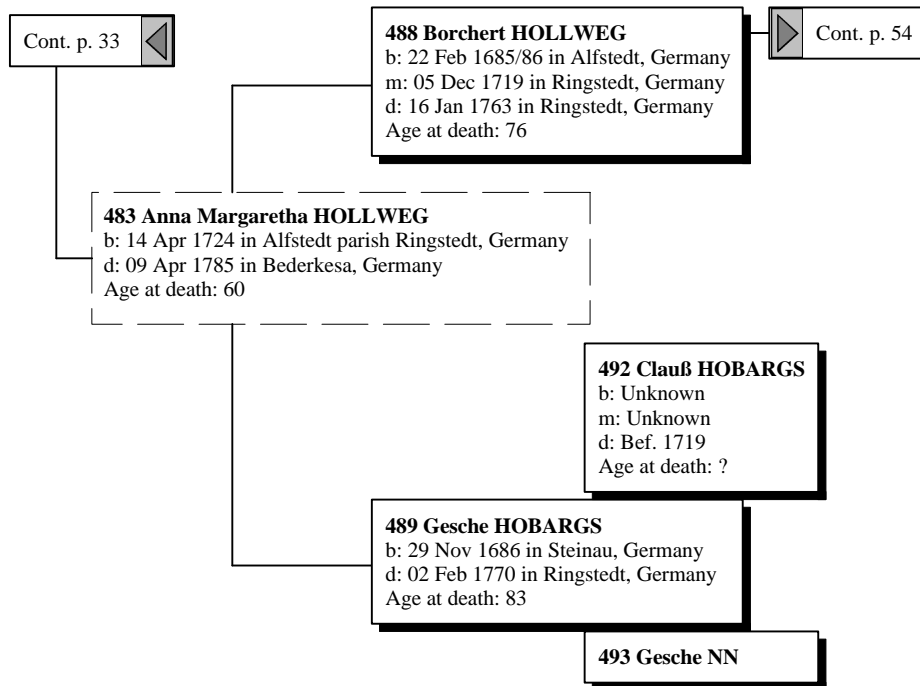 Cont. p. 33
488 Borchert HOLLWEG
b: 22 Feb 1685/86 in Alfstedt, Germany
m: 05 Dec 1719 in Ringstedt, Germany
d: 16 Jan 1763 in Ringstedt, Germany
Age at death: 76
Cont. p. 54
483 Anna Margaretha HOLLWEG
b: 14 Apr 1724 in Alfstedt parish Ringstedt, Germany
d: 09 Apr 1785 in Bederkesa, Germany
Age at death: 60
492 Clauß HOBARGS
b: Unknown
m: Unknown
d: Bef. 1719
Age at death: ?
489 Gesche HOBARGS
b: 29 Nov 1686 in Steinau, Germany
d: 02 Feb 1770 in Ringstedt, Germany
Age at death: 83
493 Gesche NN